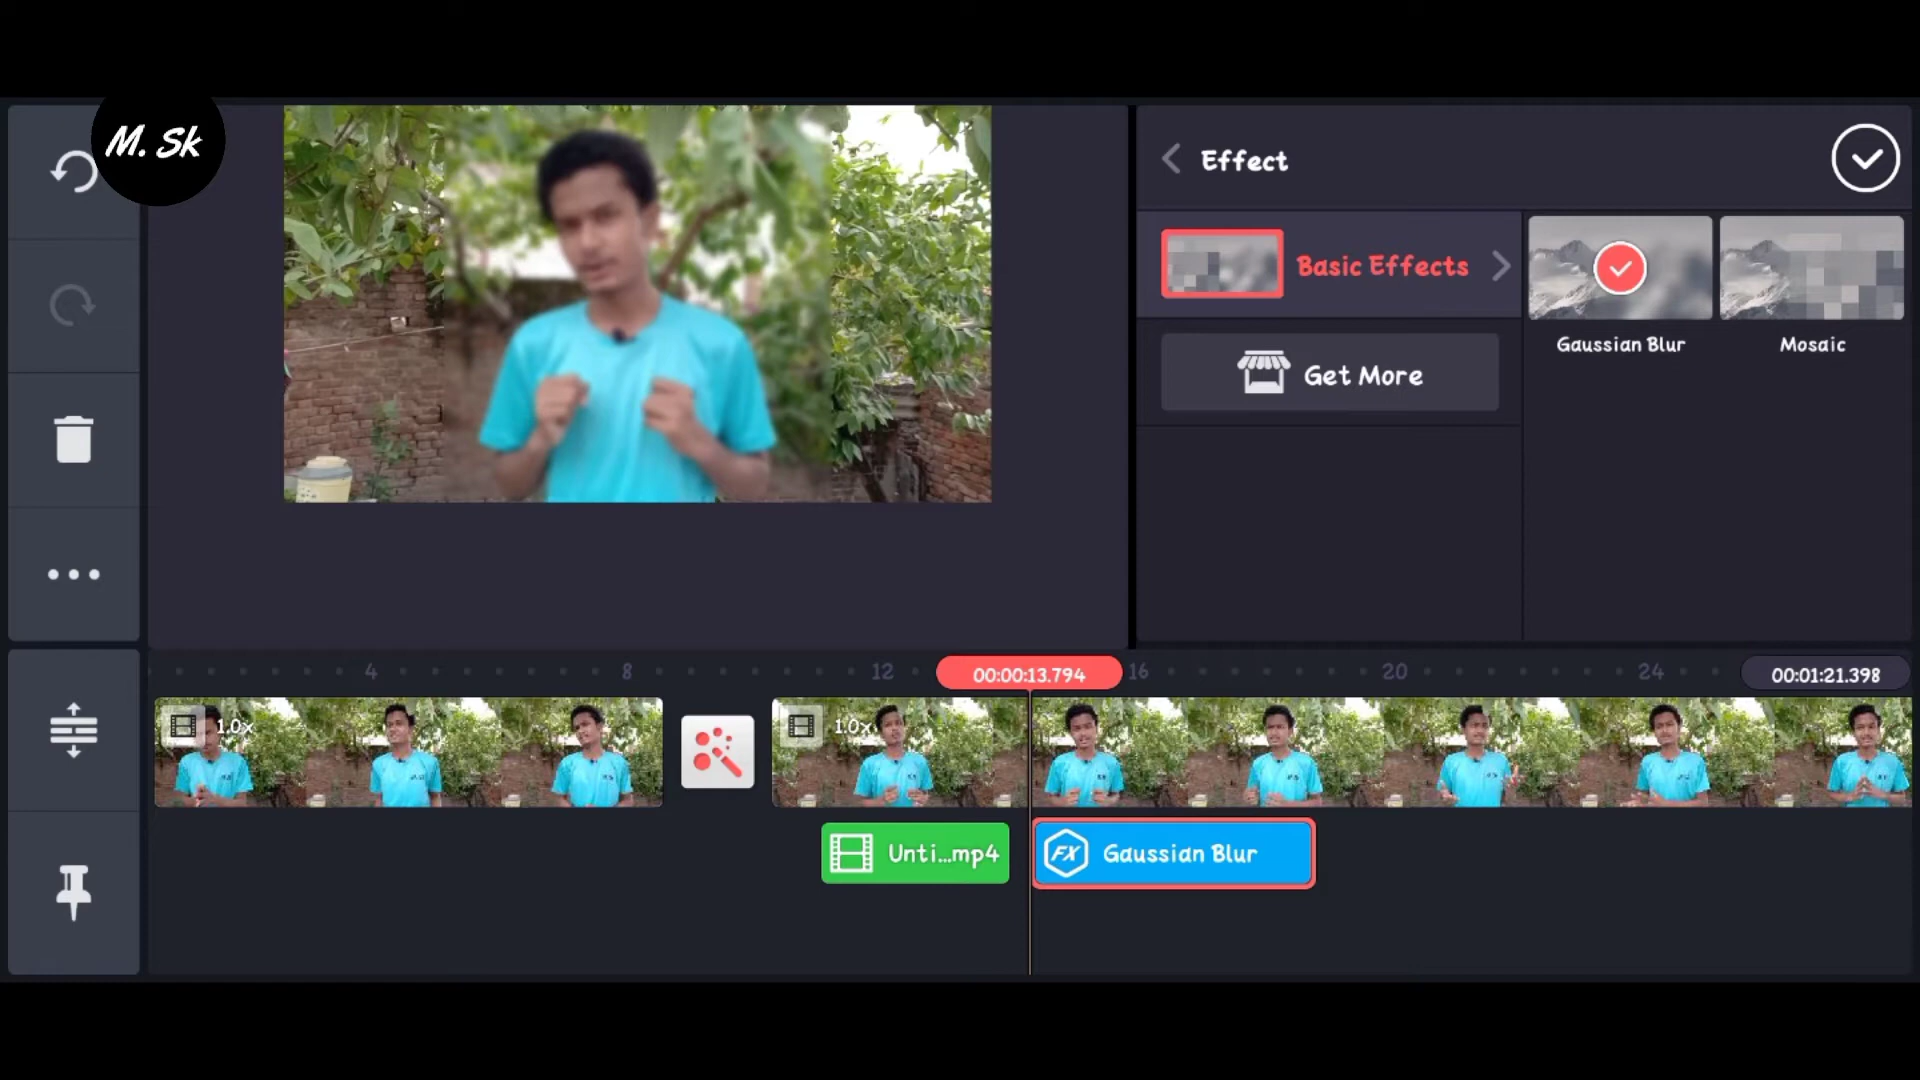 M. Sk
Effect
Basic Effects
Get More
Gaussian Blur
Mosaic
4
8
12
00:00:13.794
16
20
24
00:01:21.398
1.0x
1.0x
Unti...mp4
FX
Gaussian Blur